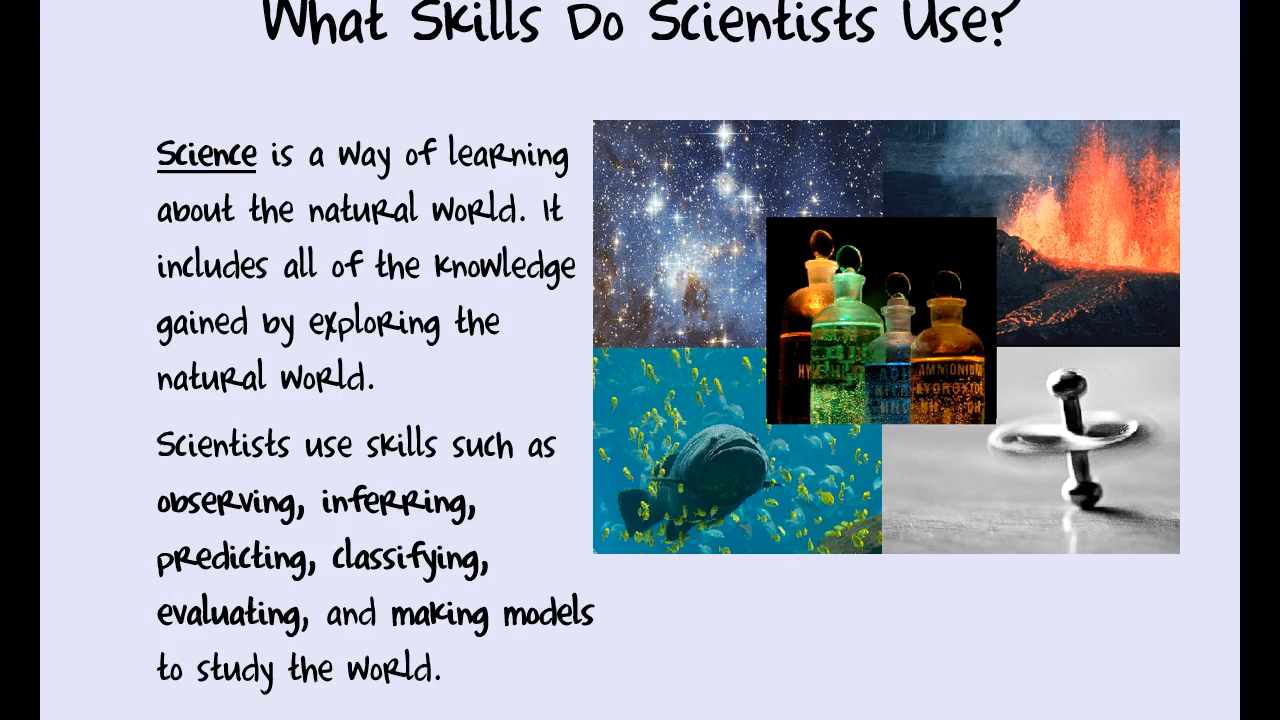 What Skills Do Scientists Use?
Science is a way of learning
about the natural world. It
includes all of the knowledge
gained by exploring the
natural world.
Scientists use skills such as
observing, inferring,
predicting, classifying,
evaluating, and making models
to study the world.
AMMONIUM
HYDROXIDE